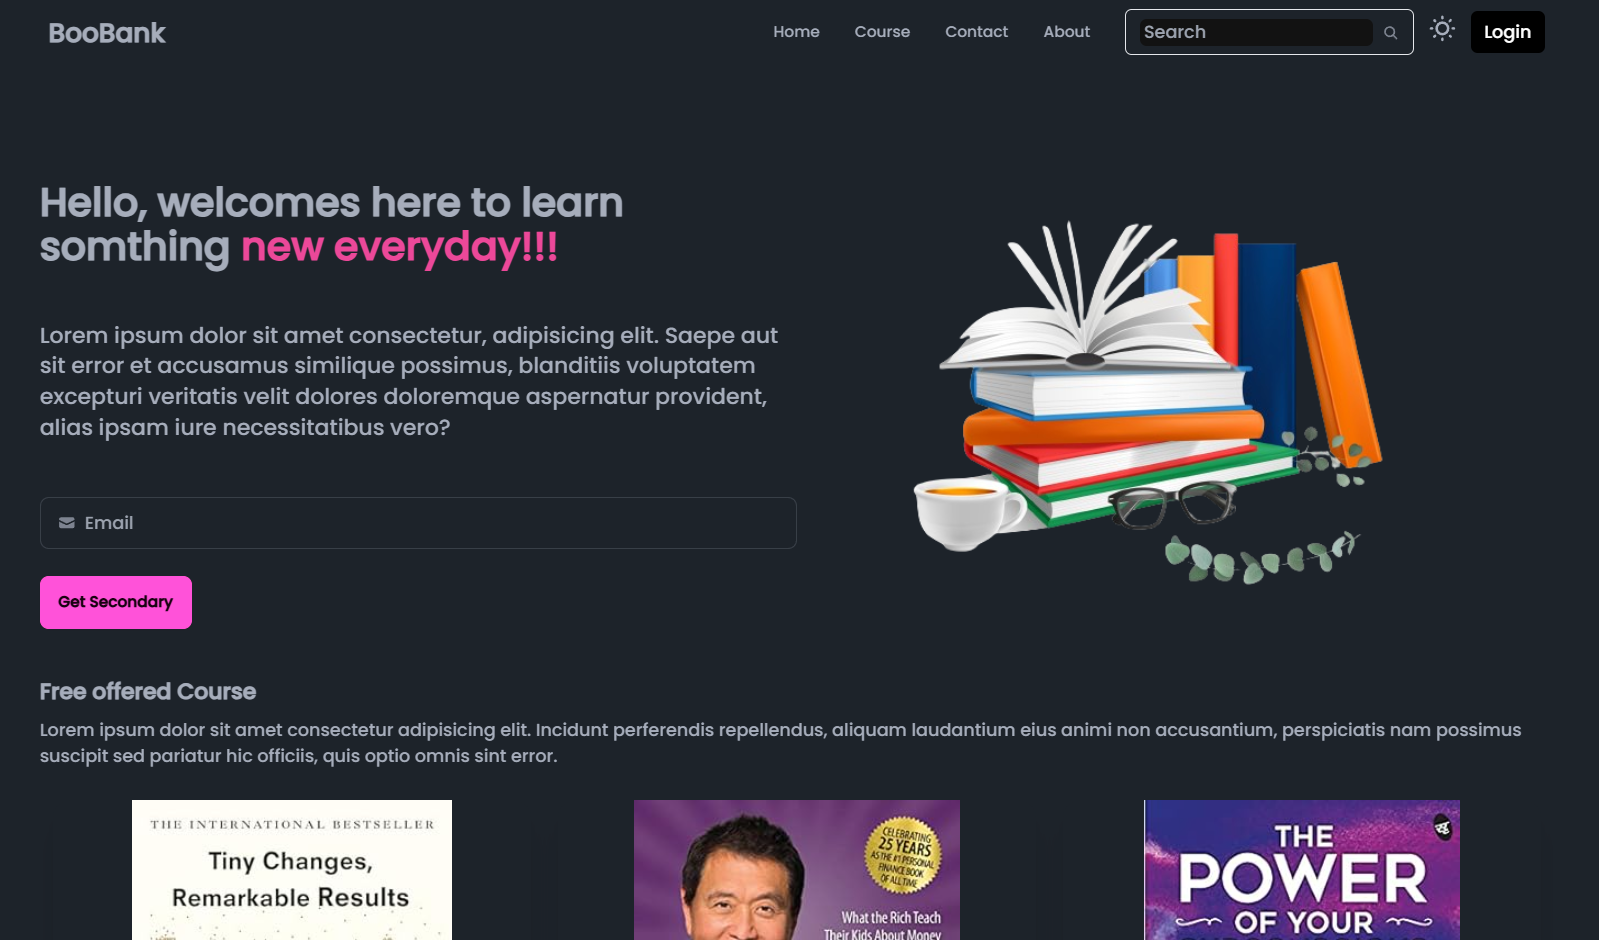 BooBank
Home
Course
Contact
About
Search
Login
Hello, welcomes here to learn
somthing new everyday!!!
Lorem ipsum dolor sit amet consectetur, adipisicing elit. Saepe aut
sit error et accusamus similique possimus, blanditiis voluptatem
excepturi veritatis velit dolores doloremque aspernatur provident,
alias ipsam iure necessitatibus vero?
Email
Get Secondary
Free offered Course
Lorem ipsum dolor sit amet consectetur adipisicing elit. Incidunt perferendis repellendus, aliquam laudantium eius animi non accusantium, perspiciatis nam possimus
suscipit sed pariatur hic officiis, quis optio omnis sint error.
THE INTERNATIONAL BESTSELLER
Tiny Changes,
Remarkable Results
CELEBRATING
25 YEARS
AS THE #1 PERSONAL
FINANCE BOOK
OF ALL TIME
What the Rich Teach
Their Kids About Money
THE
POWER
OF YOUR